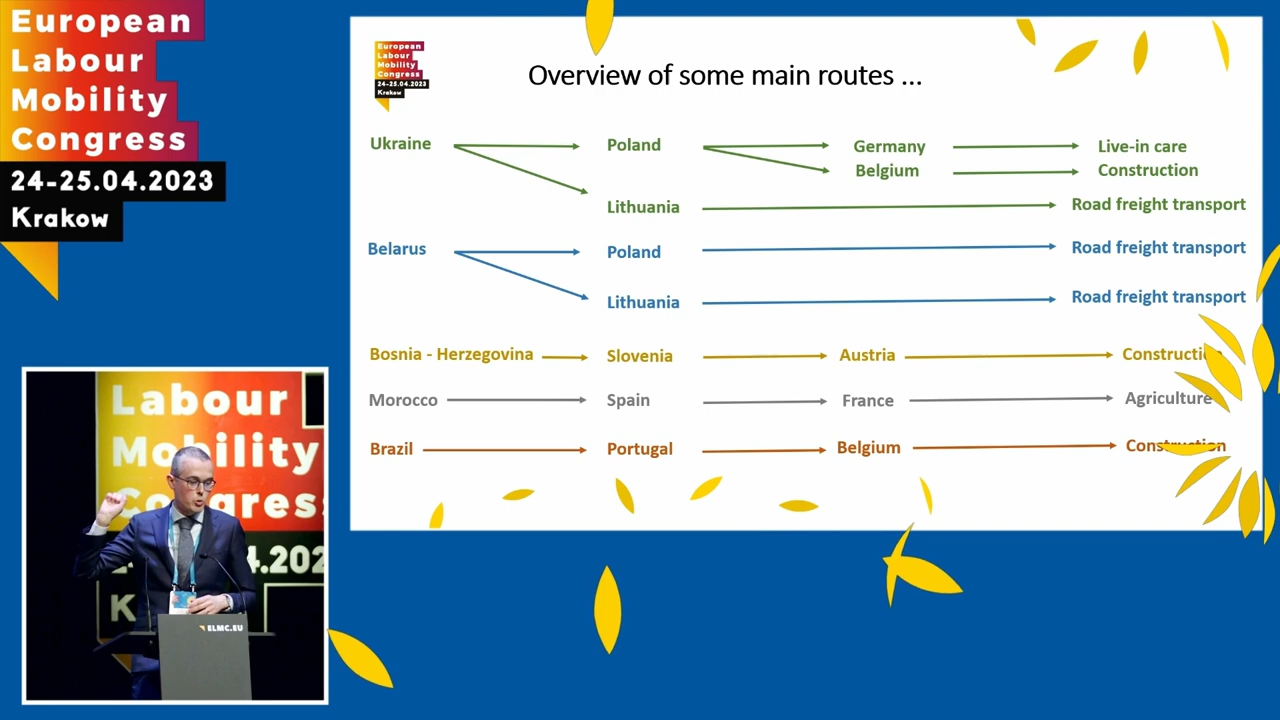 European
Labour
Mobility
Congress
24-25.04.2023
Krakow
European
Labour
Mobility
Congress
24-25.04.2023
Krakow
Overview of some main routes ...
Ukraine Poland Germany Live-in care
Belgium Construction
Lithuania Road freight transport
Belarus Poland Road freight transport
Lithuania Road freight transport
Bosnia - Herzegovina Slovenia Austria Construction
Morocco Spain France Agriculture
Brazil Portugal Belgium Construction
Labour
Mobility
Congress
4.202
K
ELMC.EU